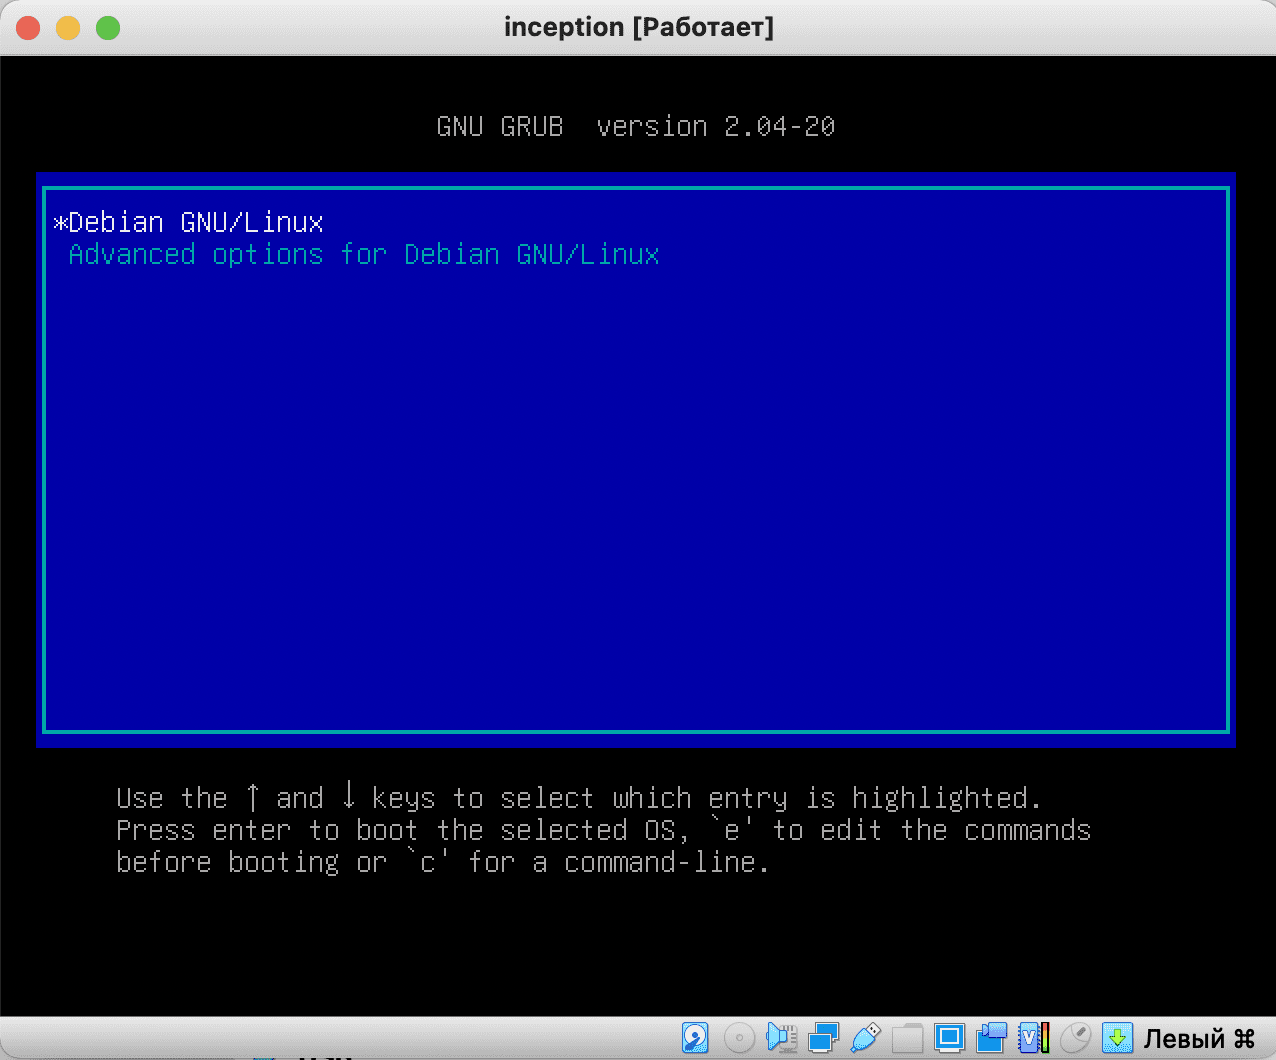 inception [Работает]
GNU GRUB  version 2.04-20
*Debian GNU/Linux
Advanced options for Debian GNU/Linux
Use the ↑ and ↓ keys to select which entry is highlighted.
Press enter to boot the selected OS, `e' to edit the commands
before booting or `c' for a command-line.
Левый ⌘